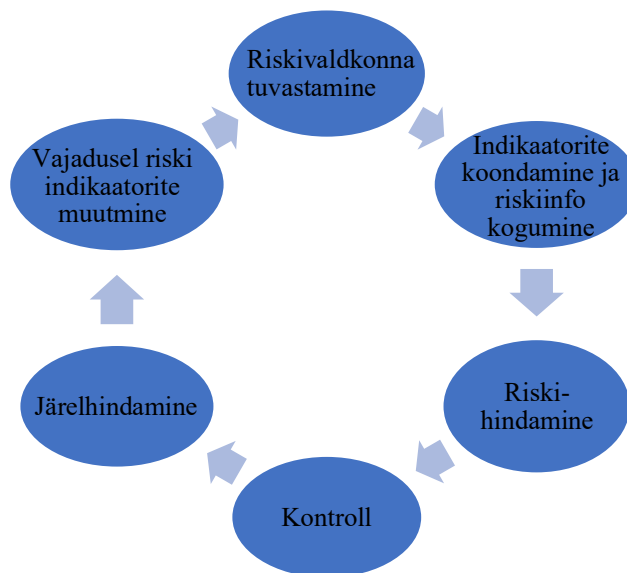 Riskivaldkonna
tuvastamine
Indikaatorite
koondamine ja
riskiinfo
kogumine
Riski-
hindamine
Kontroll
Järelhindamine
Vajadusel riski
indikaatorite
muutmine